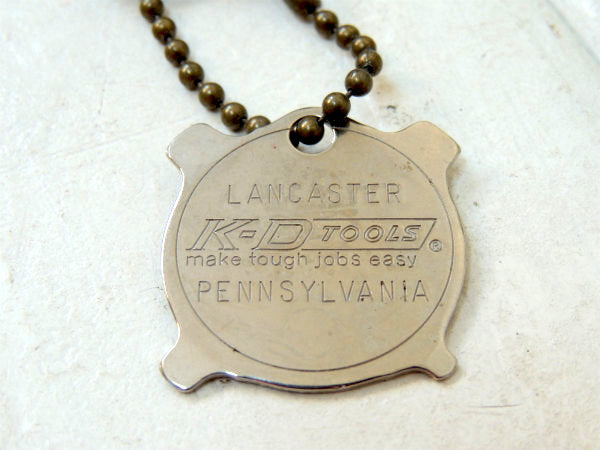 LANCASTER
K-D TOOLS®
make tough jobs easy
PENNSYLVANIA